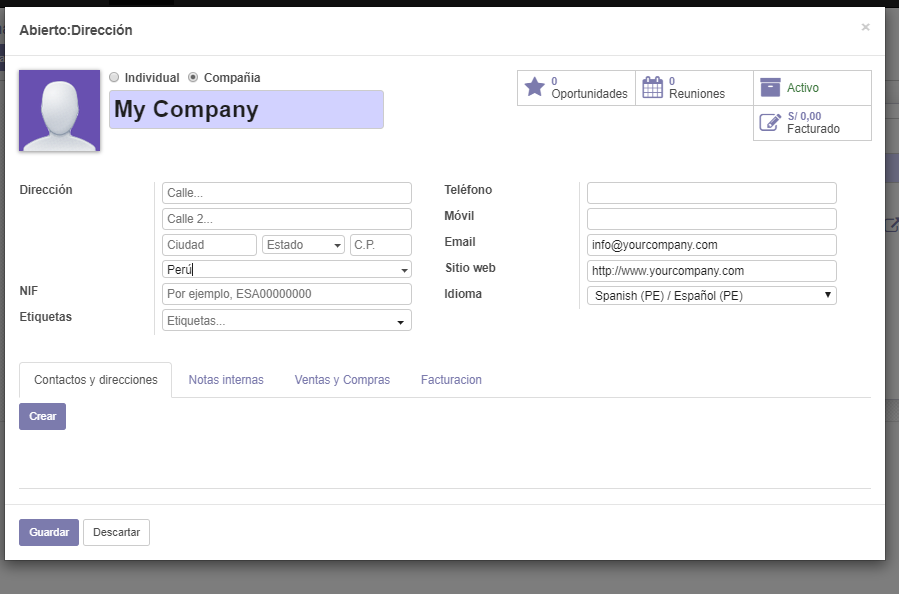 Abierto:Dirección
×
Individual Compañia
My Company
0
Oportunidades
0
Reuniones
Activo
S/ 0,00
Facturado
Dirección
Calle...
Calle 2...
Ciudad Estado C.P.
Perú
NIF Por ejemplo, ESA00000000
Etiquetas Etiquetas...
Teléfono
Móvil
Email info@yourcompany.com
Sitio web http://www.yourcompany.com
Idioma Spanish (PE) / Español (PE)
Contactos y direcciones Notas internas Ventas y Compras Facturacion
Crear
Guardar Descartar